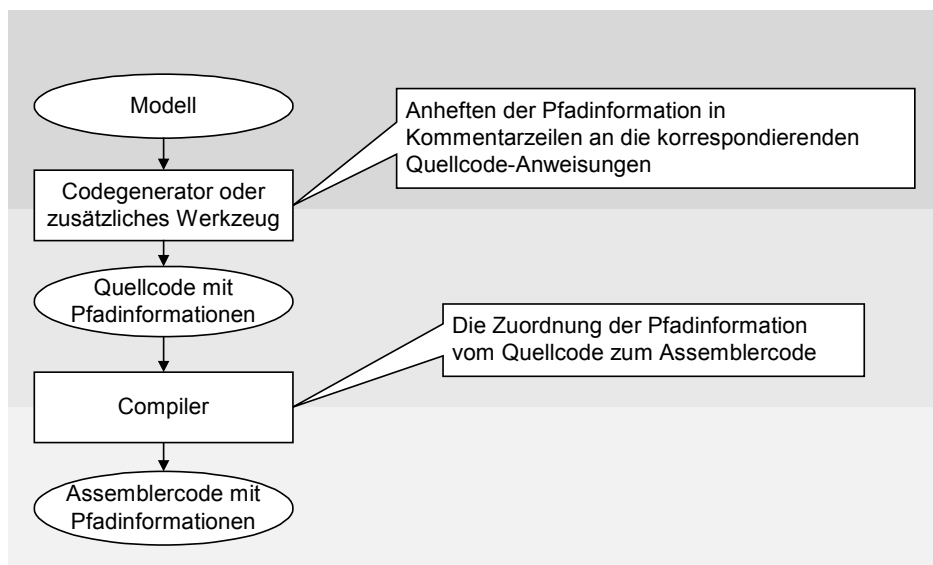 Modell
Anheften der Pfadinformation in
Kommentarzeilen an die korrespondierenden
Quellcode-Anweisungen
Codegenerator oder
zusätzliches Werkzeug
Quellcode mit
Pfadinformationen
Die Zuordnung der Pfadinformation
vom Quellcode zum Assemblercode
Compiler
Assemblercode mit
Pfadinformationen